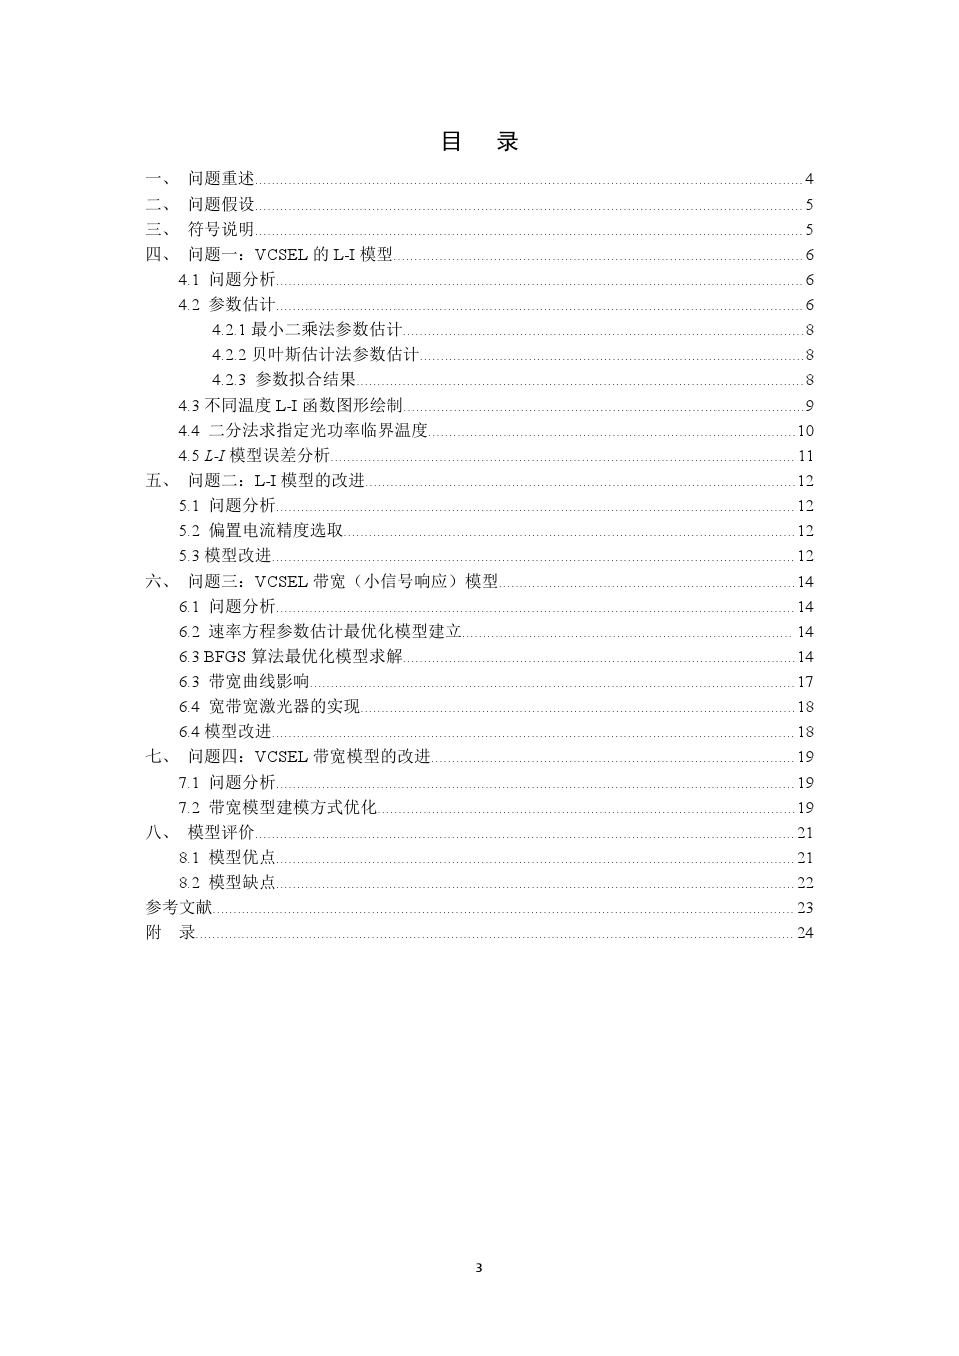 目 录
一、 问题重述 4
二、 问题假设 5
三、 符号说明 5
四、 问题一：VCSEL 的 L-I 模型 6
4.1 问题分析 6
4.2 参数估计 6
4.2.1 最小二乘法参数估计 8
4.2.2 贝叶斯估计法参数估计 8
4.2.3 参数拟合结果 8
4.3 不同温度 L-I 函数图形绘制 9
4.4 二分法求指定光功率临界温度 10
4.5 L-I 模型误差分析 11
五、 问题二：L-I 模型的改进 12
5.1 问题分析 12
5.2 偏置电流精度选取 12
5.3 模型改进 12
六、 问题三：VCSEL 带宽（小信号响应）模型 14
6.1 问题分析 14
6.2 速率方程参数估计最优化模型建立 14
6.3 BFGS 算法最优化模型求解 14
6.3 带宽曲线影响 17
6.4 宽带宽激光器的实现 18
6.4 模型改进 18
七、 问题四：VCSEL 带宽模型的改进 19
7.1 问题分析 19
7.2 带宽模型建模方式优化 19
八、 模型评价 21
8.1 模型优点 21
8.2 模型缺点 22
参考文献 23
附 录 24
3